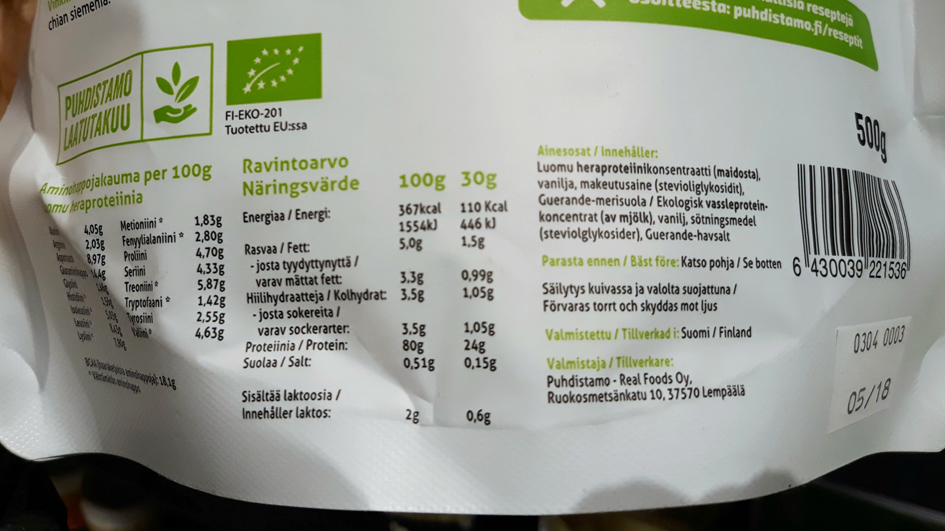 chian siemeniä.
reseptejä
osoitteesta: puhdistamo.fi/reseptit
PUHDISTAMO
LAATUTAKUU
FI-EKO-201
Tuotettu EU:ssa
500g
per 100g
heraproteiinia
4,05g
2,03g
8,97g
Metioniini * 1,83g
Fenyylialaniini * 2,80g
Proliini 4,70g
Seriini 4,33g
Treoniini * 5,87g
Tryptofaani * 1,42g
Tyrosiini 2,55g
Valiini * 4,63g
18,1g
Ravintoarvo
Näringsvärde 100g 30g
Energiaa / Energi: 367kcal 110 Kcal
1554kJ 446 kJ
Rasvaa / Fett: 5,0g 1,5g
- josta tyydyttynyttä /
varav mättat fett: 3,3g 0,99g
Hiilihydraatteja / Kolhydrat: 3,5g 1,05g
- josta sokereita /
varav sockerarter: 3,5g 1,05g
Proteiinia / Protein: 80g 24g
Suolaa / Salt: 0,51g 0,15g
Sisältää laktoosia /
Innehåller laktos: 2g 0,6g
Ainesosat / Innehåller:
Luomu heraproteiinikonsentraatti (maidosta),
vanilja, makeutusaine (stevioliglykosidit),
Guerande-merisuola / Ekologisk vassleprotein-
koncentrat (av mjölk), vanilj, sötningsmedel
(steviolglykosider), Guerande-havsalt
Parasta ennen / Bäst före: Katso pohja / Se botten
Säilytys kuivassa ja valolta suojattuna /
Förvaras torrt och skyddas mot ljus
Valmistettu / Tillverkad i: Suomi / Finland
Valmistaja / Tillverkare:
Puhdistamo - Real Foods Oy,
Ruokosmetsänkatu 10, 37570 Lempäälä
6 430039 221536
0304 0003
05/18